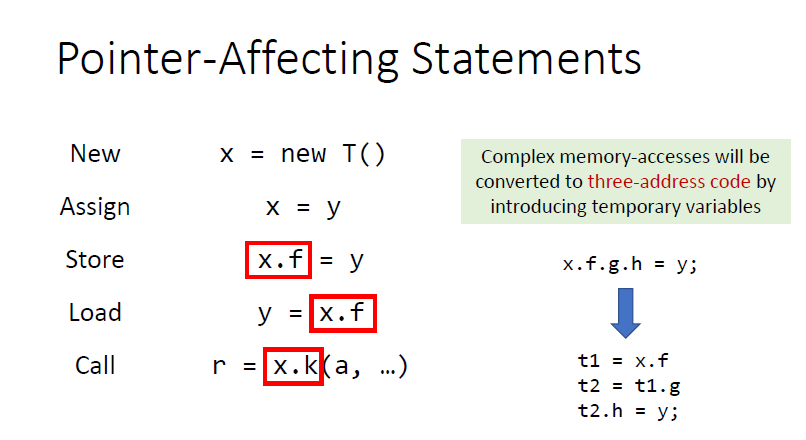 Pointer-Affecting Statements
New x = new T()
Assign x = y
Store x.f = y
Load y = x.f
Call r = x.k(a, …)
Complex memory-accesses will be
converted to three-address code by
introducing temporary variables
x.f.g.h = y;
t1 = x.f
t2 = t1.g
t2.h = y;